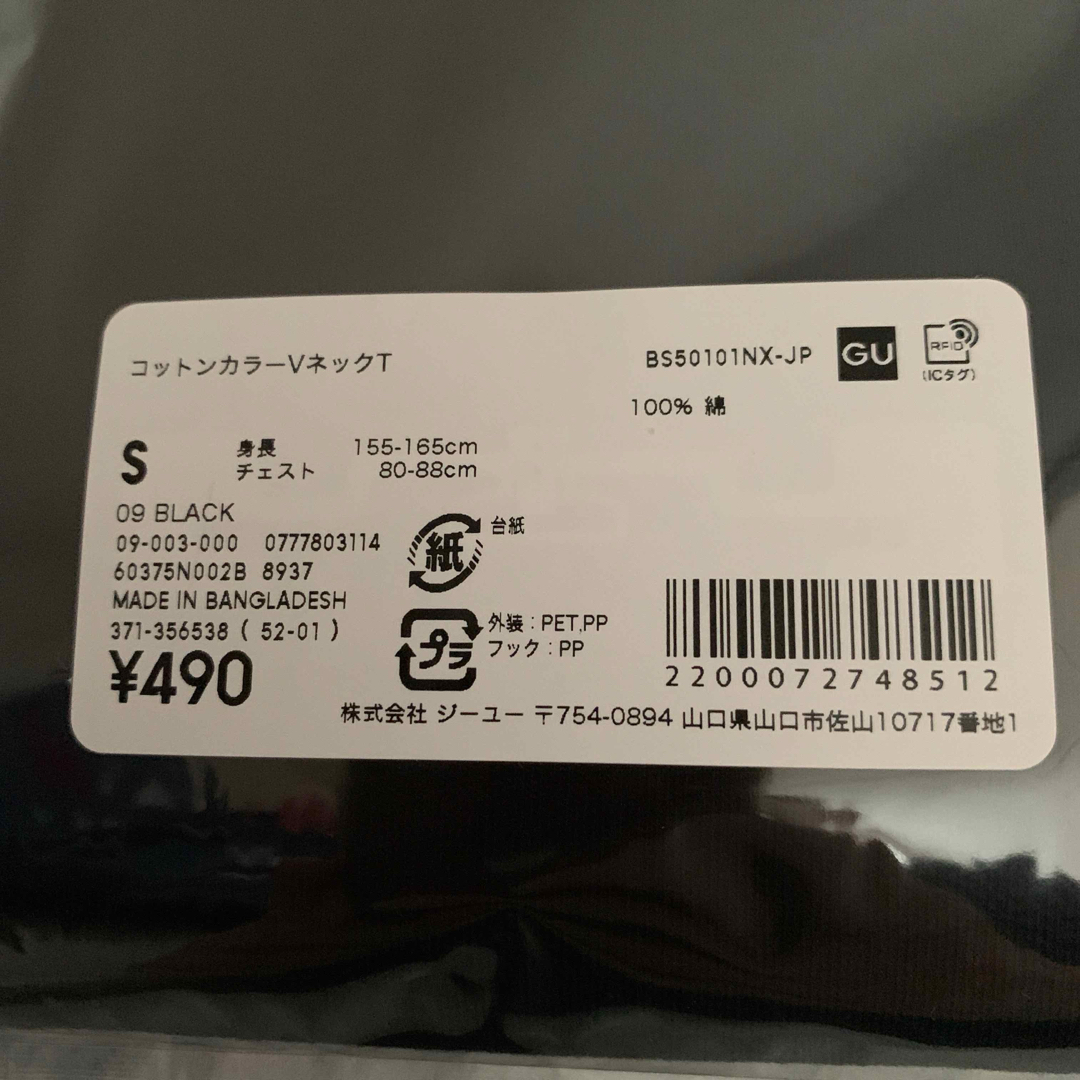 コットンカラーVネックT
BS50101NX-JP
GU
RFID
(ICタグ)
100% 綿
S
身長 155-165cm
チェスト 80-88cm
09 BLACK
09-003-000 0777803114
60375N002B 8937
MADE IN BANGLADESH
371-356538 ( 52-01 )
¥490
紙 台紙
プラ 外装:PET,PP
フック:PP
2200072748512
株式会社 ジーユー 〒754-0894 山口県山口市佐山10717番地1